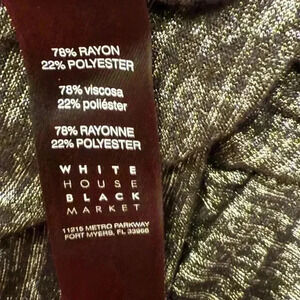 78% RAYON
22% POLYESTER
78% viscosa
22% poliéster
78% RAYONNE
22% POLYESTER
WHITE
HOUSE
BLACK
MARKET
11215 METRO PARKWAY
FORT MYERS, FL 33966